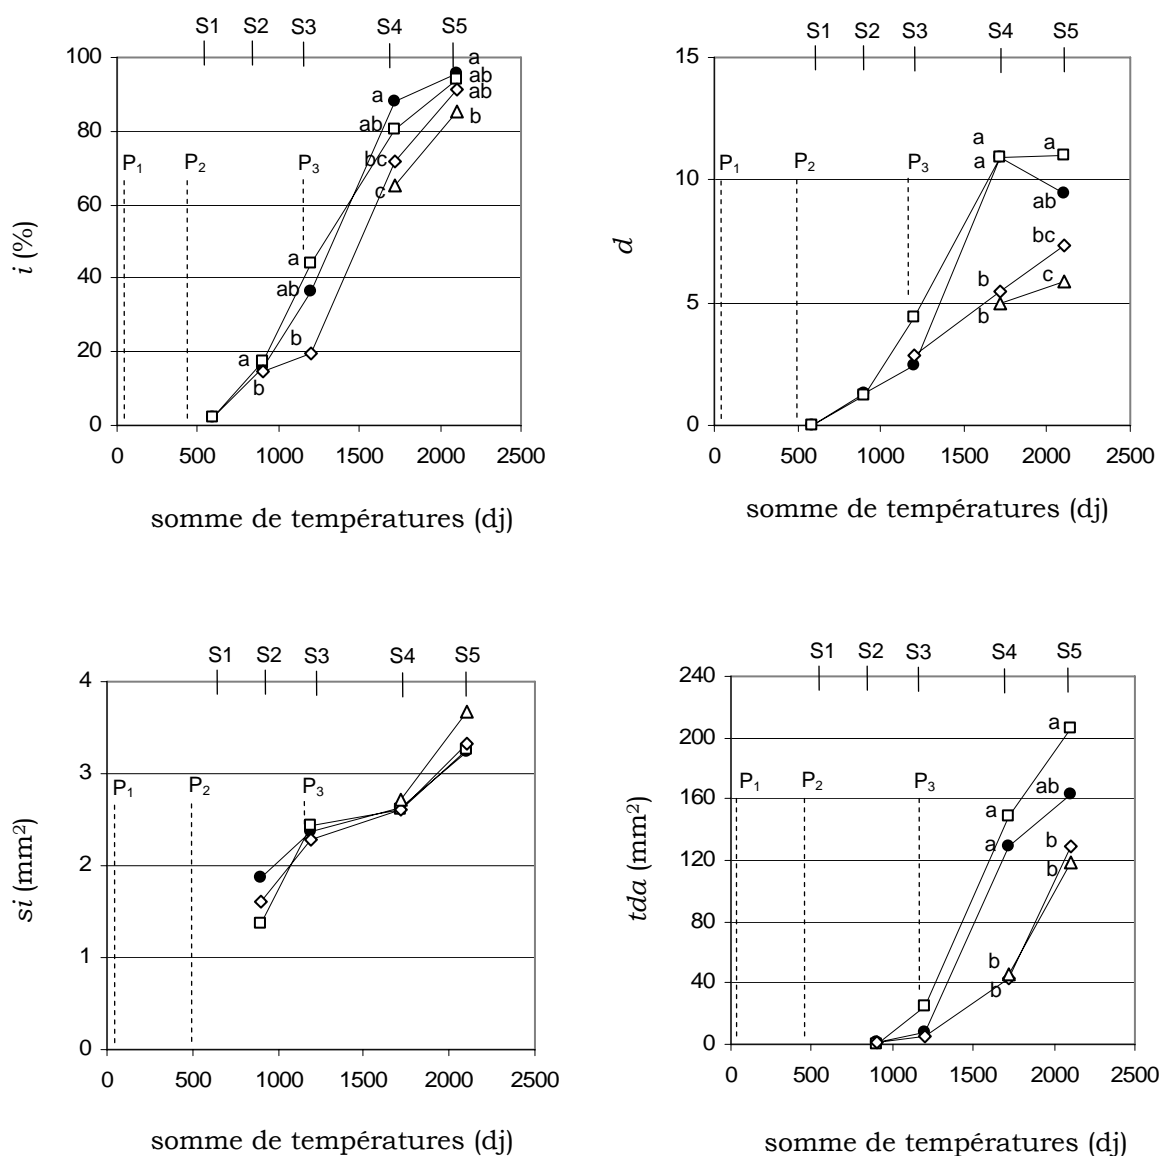 S1 S2 S3 S4 S5
100
80
60
40
20
0
i (%)
P1 P2 P3
a
ab
ab
b
a
ab
bc
c
a
ab
b
a
b
0 500 1000 1500 2000 2500
somme de températures (dj)
S1 S2 S3 S4 S5
15
10
5
0
d
P1 P2 P3
a a
a
ab
bc
b c
b
0 500 1000 1500 2000 2500
somme de températures (dj)
S1 S2 S3 S4 S5
4
3
2
1
0
si (mm²)
P1 P2 P3
0 500 1000 1500 2000 2500
somme de températures (dj)
S1 S2 S3 S4 S5
240
200
160
120
80
40
0
tda (mm²)
P1 P2 P3
a
ab
a
a b
b
b
b
0 500 1000 1500 2000 2500
somme de températures (dj)